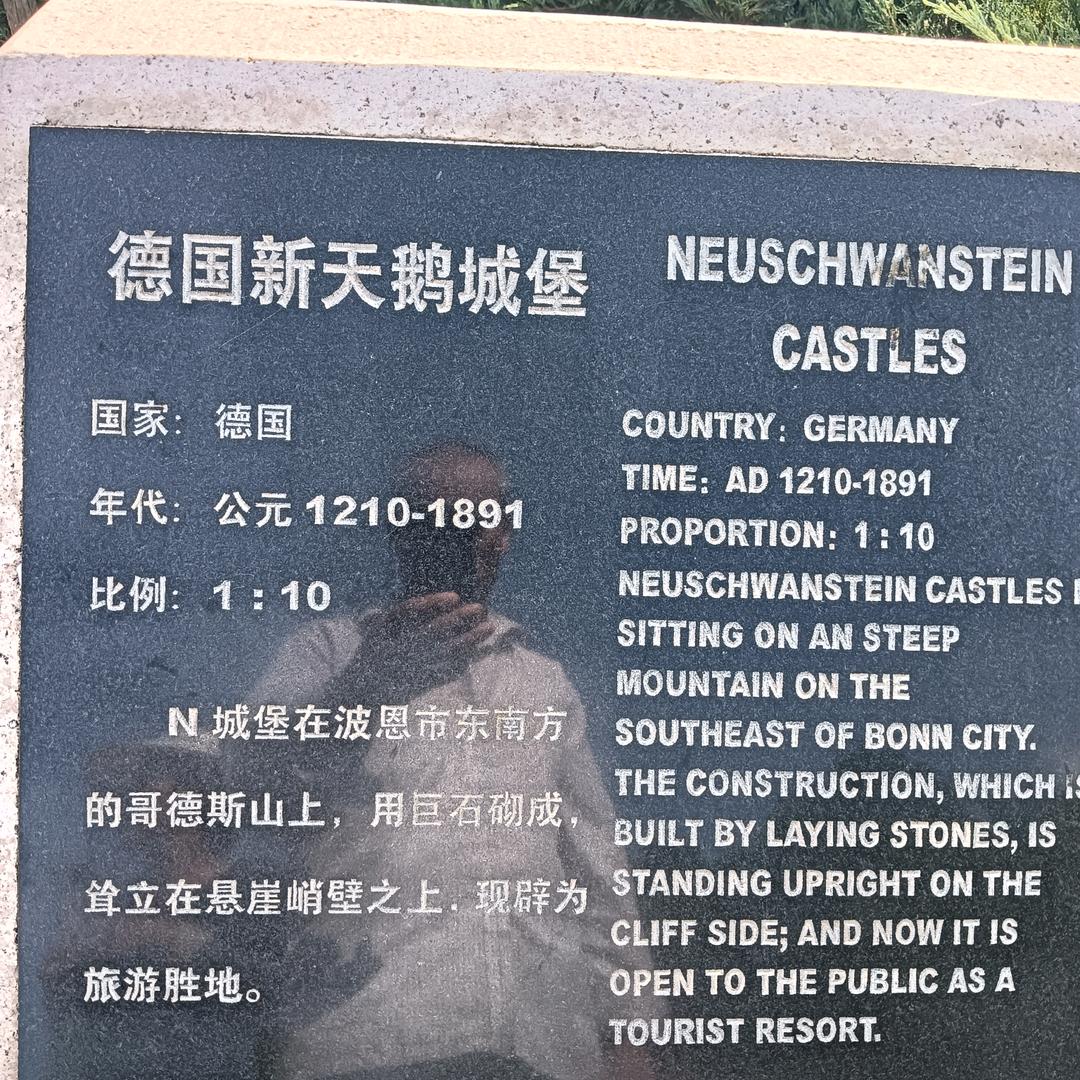 德国新天鹅城堡
国家：德国
年代：公元 1210-1891
比例：1：10
N 城堡在波恩市东南方
的哥德斯山上，用巨石砌成，
耸立在悬崖峭壁之上. 现辟为
旅游胜地。
NEUSCHWANSTEIN
CASTLES
COUNTRY: GERMANY
TIME: AD 1210-1891
PROPORTION: 1 : 10
NEUSCHWANSTEIN CASTLES
SITTING ON AN STEEP
MOUNTAIN ON THE
SOUTHEAST OF BONN CITY.
THE CONSTRUCTION, WHICH IS
BUILT BY LAYING STONES, IS
STANDING UPRIGHT ON THE
CLIFF SIDE; AND NOW IT IS
OPEN TO THE PUBLIC AS A
TOURIST RESORT.